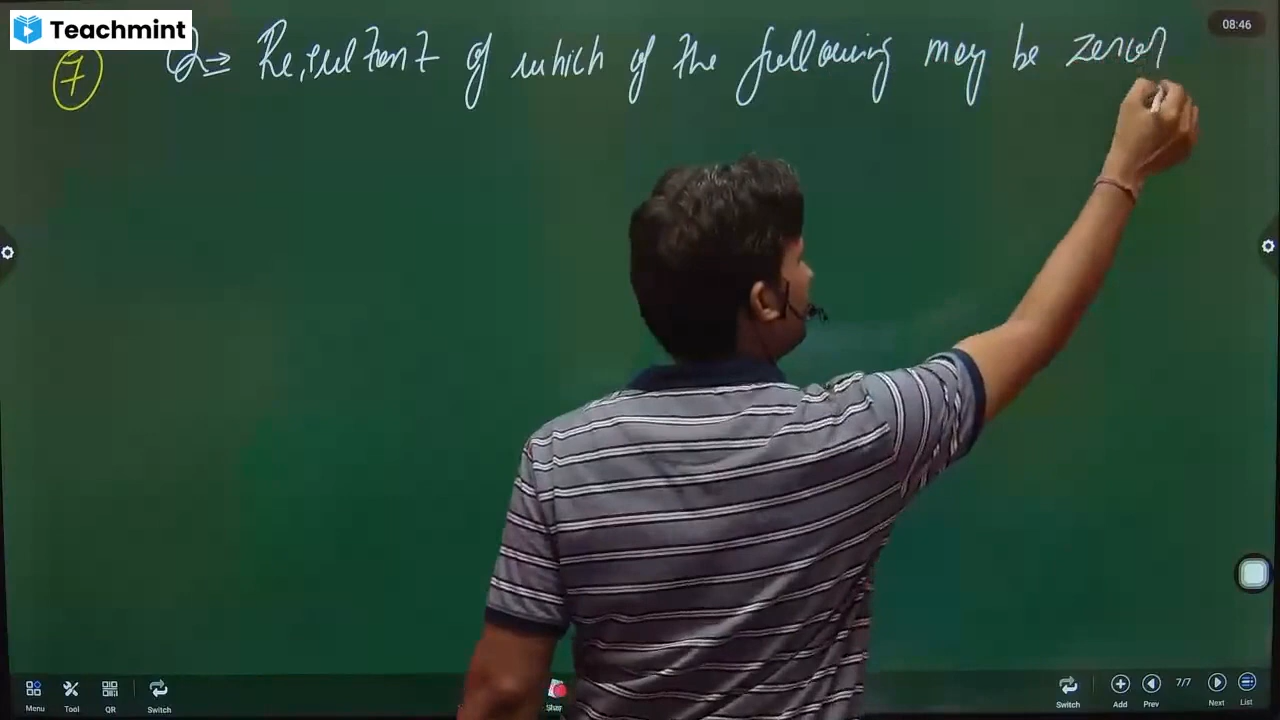 Teachmint
08:46
7 Q⇒ Resultant of which of the following may be zero
Menu Tool QR Switch Switch Add Prev 7/7 Next List